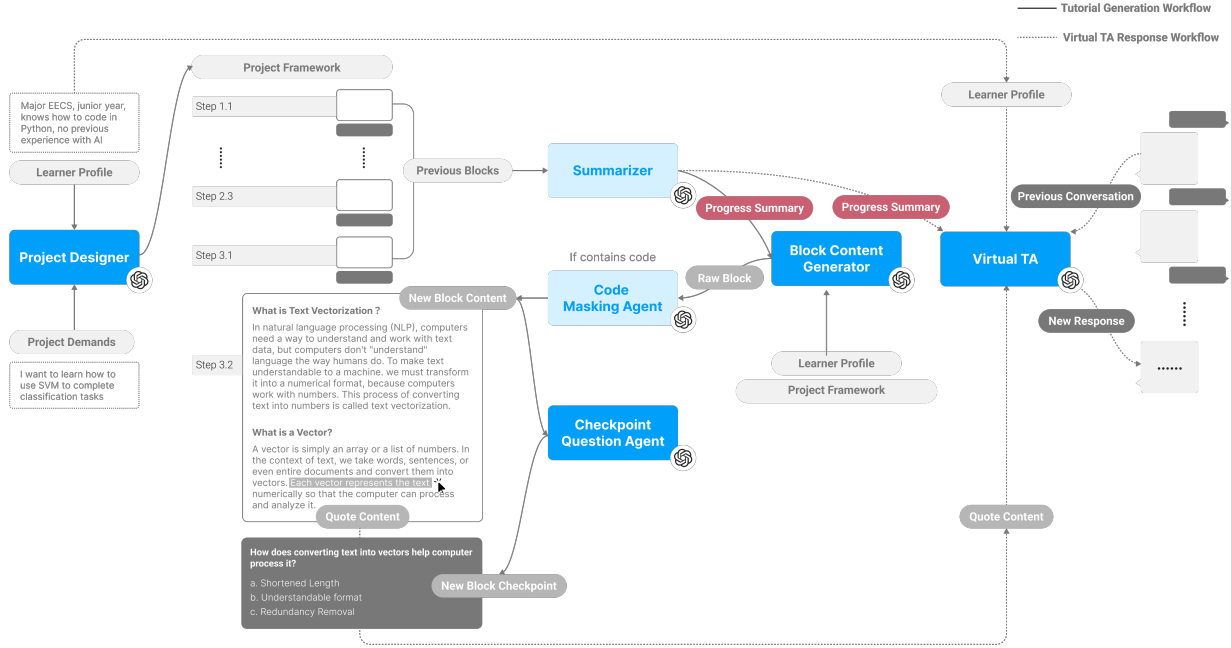 Tutorial Generation Workflow
Virtual TA Response Workflow
Project Framework
Learner Profile
Major EECS, junior year,
knows how to code in
Python, no previous
experience with AI
Step 1.1
Learner Profile
Previous Blocks
Summarizer
Step 2.3
Previous Conversation
Progress Summary
Progress Summary
Project Designer
Step 3.1
If contains code
Block Content
Generator
Virtual TA
Raw Block
New Block Content
Code
Masking Agent
New Response
Project Demands
I want to learn how to
use SVM to complete
classification tasks
Step 3.2
What is Text Vectorization ?
In natural language processing (NLP), computers
need a way to understand and work with text
data, but computers don't "understand"
language the way humans do. To make text
understandable to a machine. we must transform
it into a numerical format, because computers
work with numbers. This process of converting
text into numbers is called text vectorization.
What is a Vector?
A vector is simply an array or a list of numbers. In
the context of text, we take words, sentences, or
even entire documents and convert them into
vectors. Each vector represents the text
numerically so that the computer can process
and analyze it.
Learner Profile
Project Framework
......
Checkpoint
Question Agent
Quote Content
Quote Content
How does converting text into vectors help computer
process it?
a. Shortened Length
b. Understandable format
c. Redundancy Removal
New Block Checkpoint